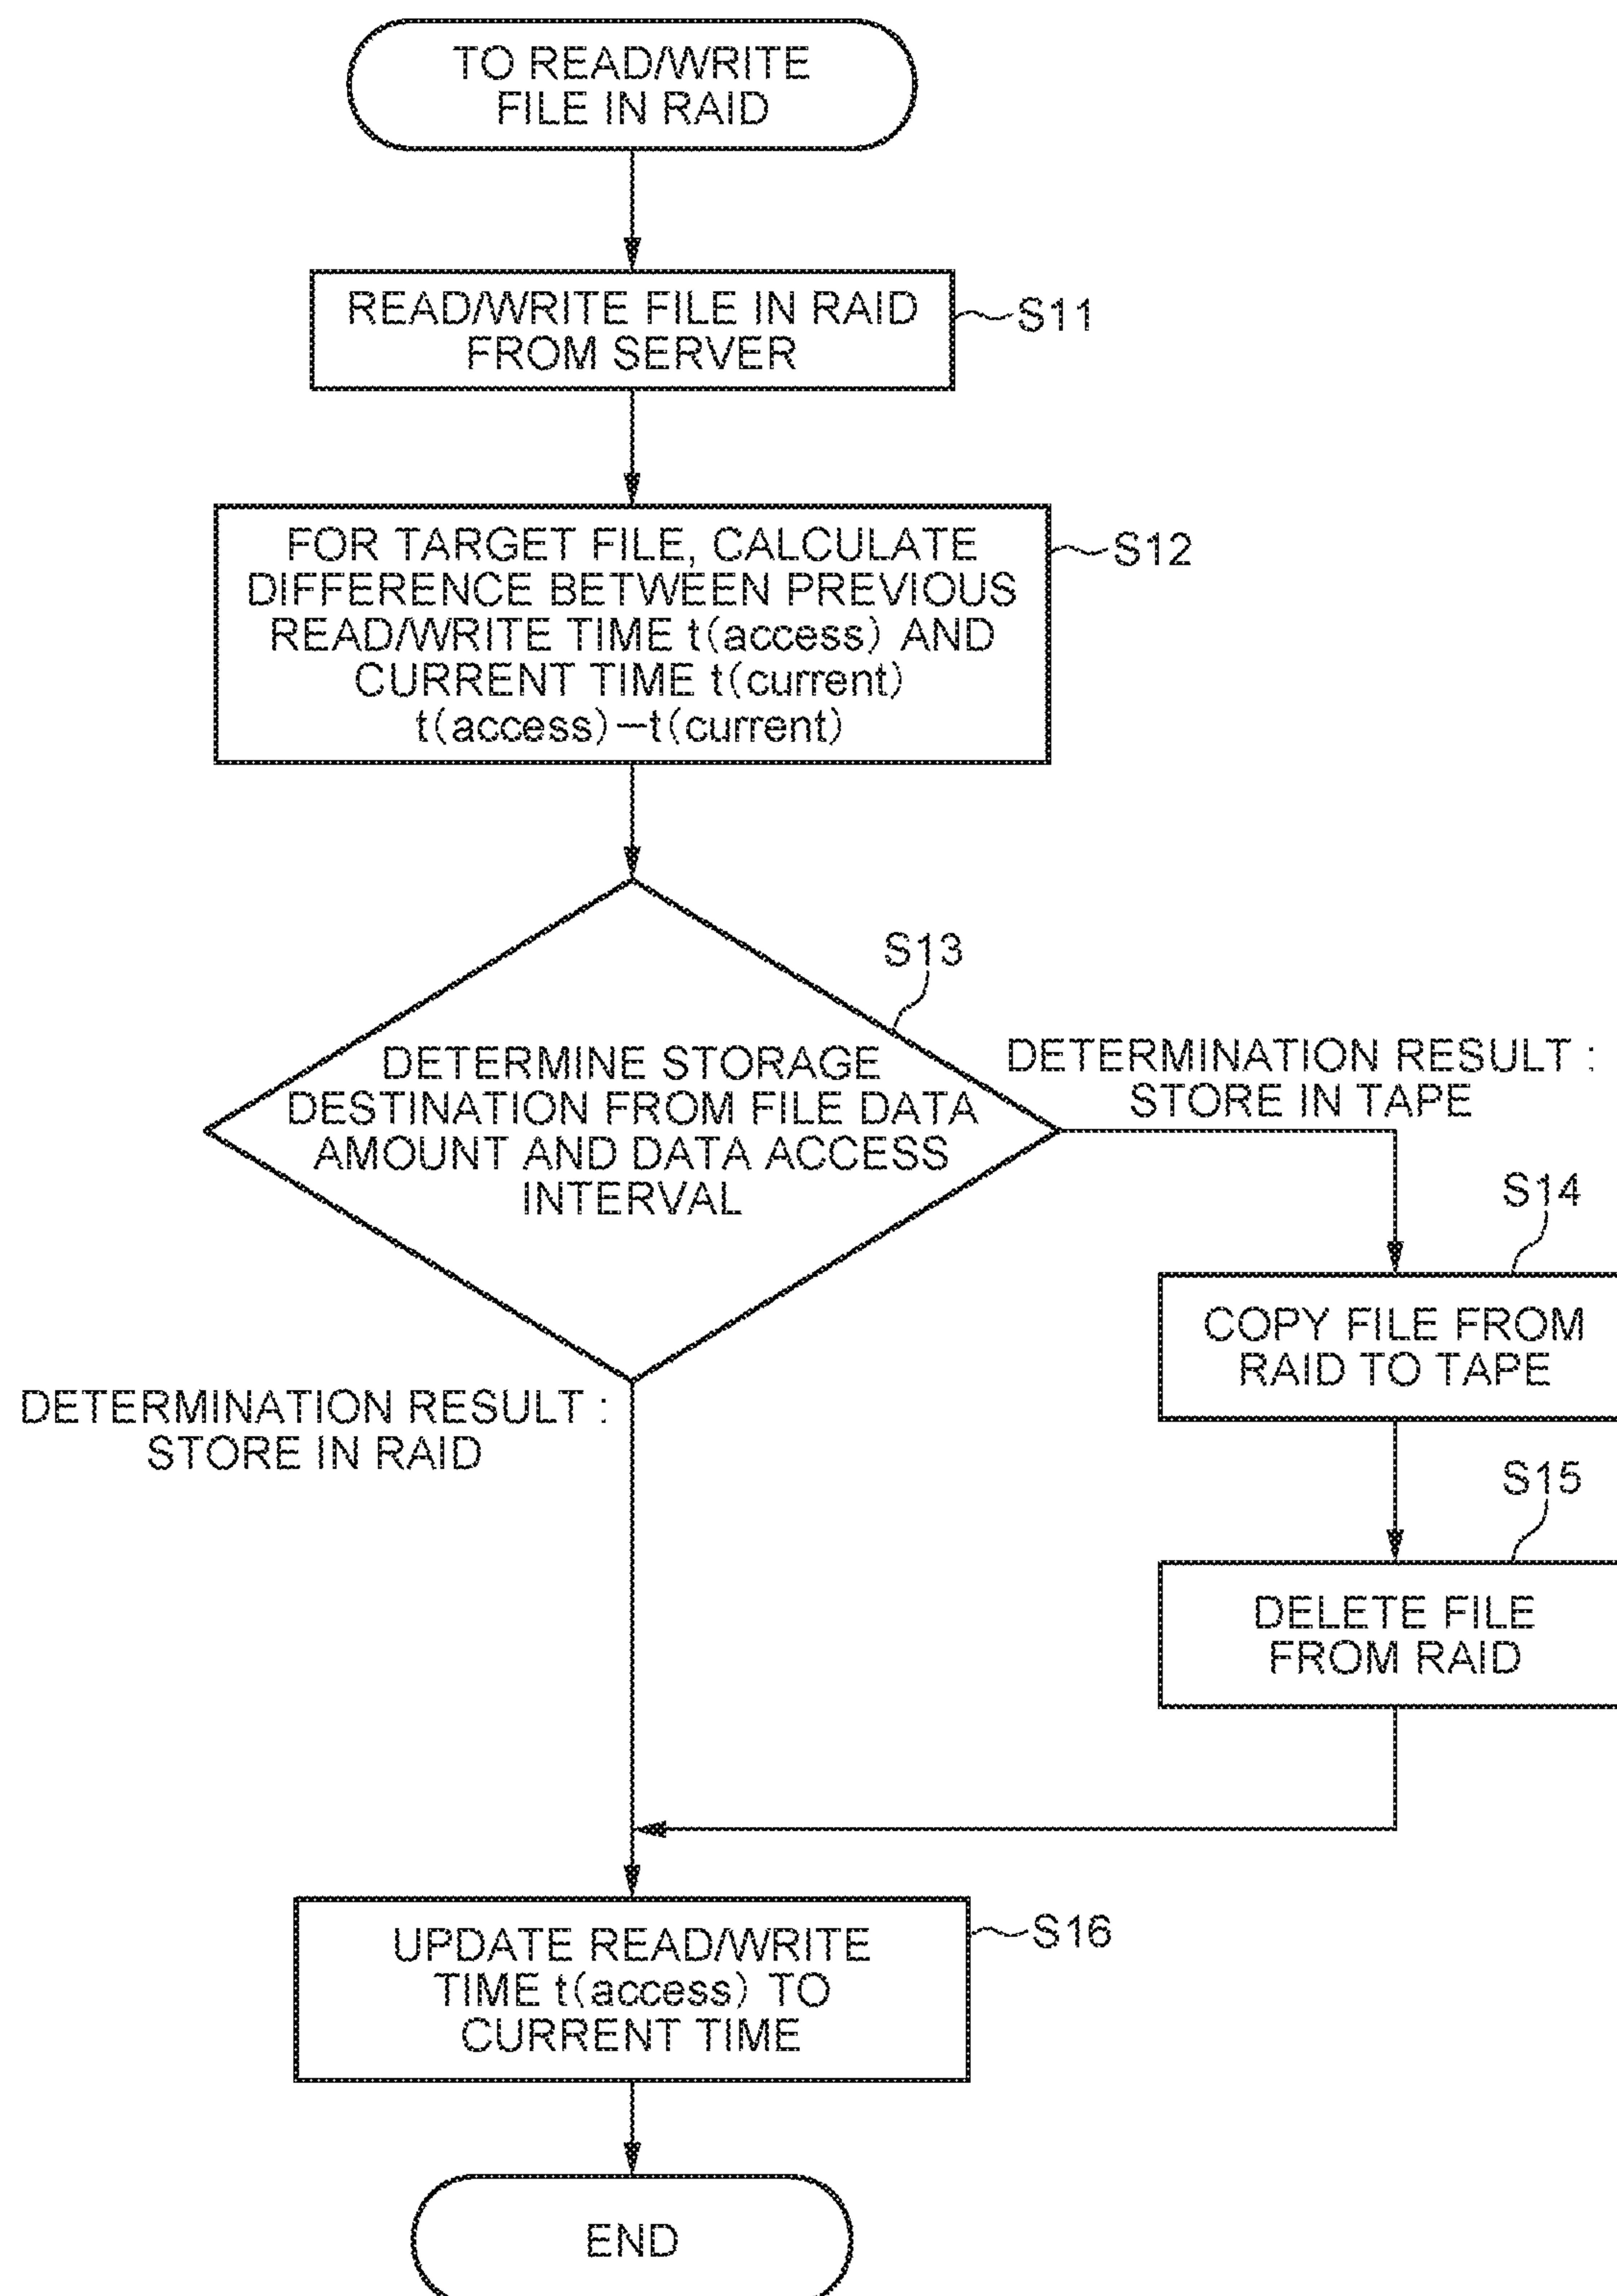 TO READ/WRITE
FILE IN RAID
READ/WRITE FILE IN RAID
FROM SERVER
S11
FOR TARGET FILE, CALCULATE
DIFFERENCE BETWEEN PREVIOUS
READ/WRITE TIME t(access) AND
CURRENT TIME t(current)
t(access)−t(current)
S12
S13
DETERMINE STORAGE
DESTINATION FROM FILE DATA
AMOUNT AND DATA ACCESS
INTERVAL
DETERMINATION RESULT :
STORE IN TAPE
S14
COPY FILE FROM
RAID TO TAPE
DETERMINATION RESULT :
STORE IN RAID
S15
DELETE FILE
FROM RAID
UPDATE READ/WRITE
TIME t(access) TO
CURRENT TIME
S16
END